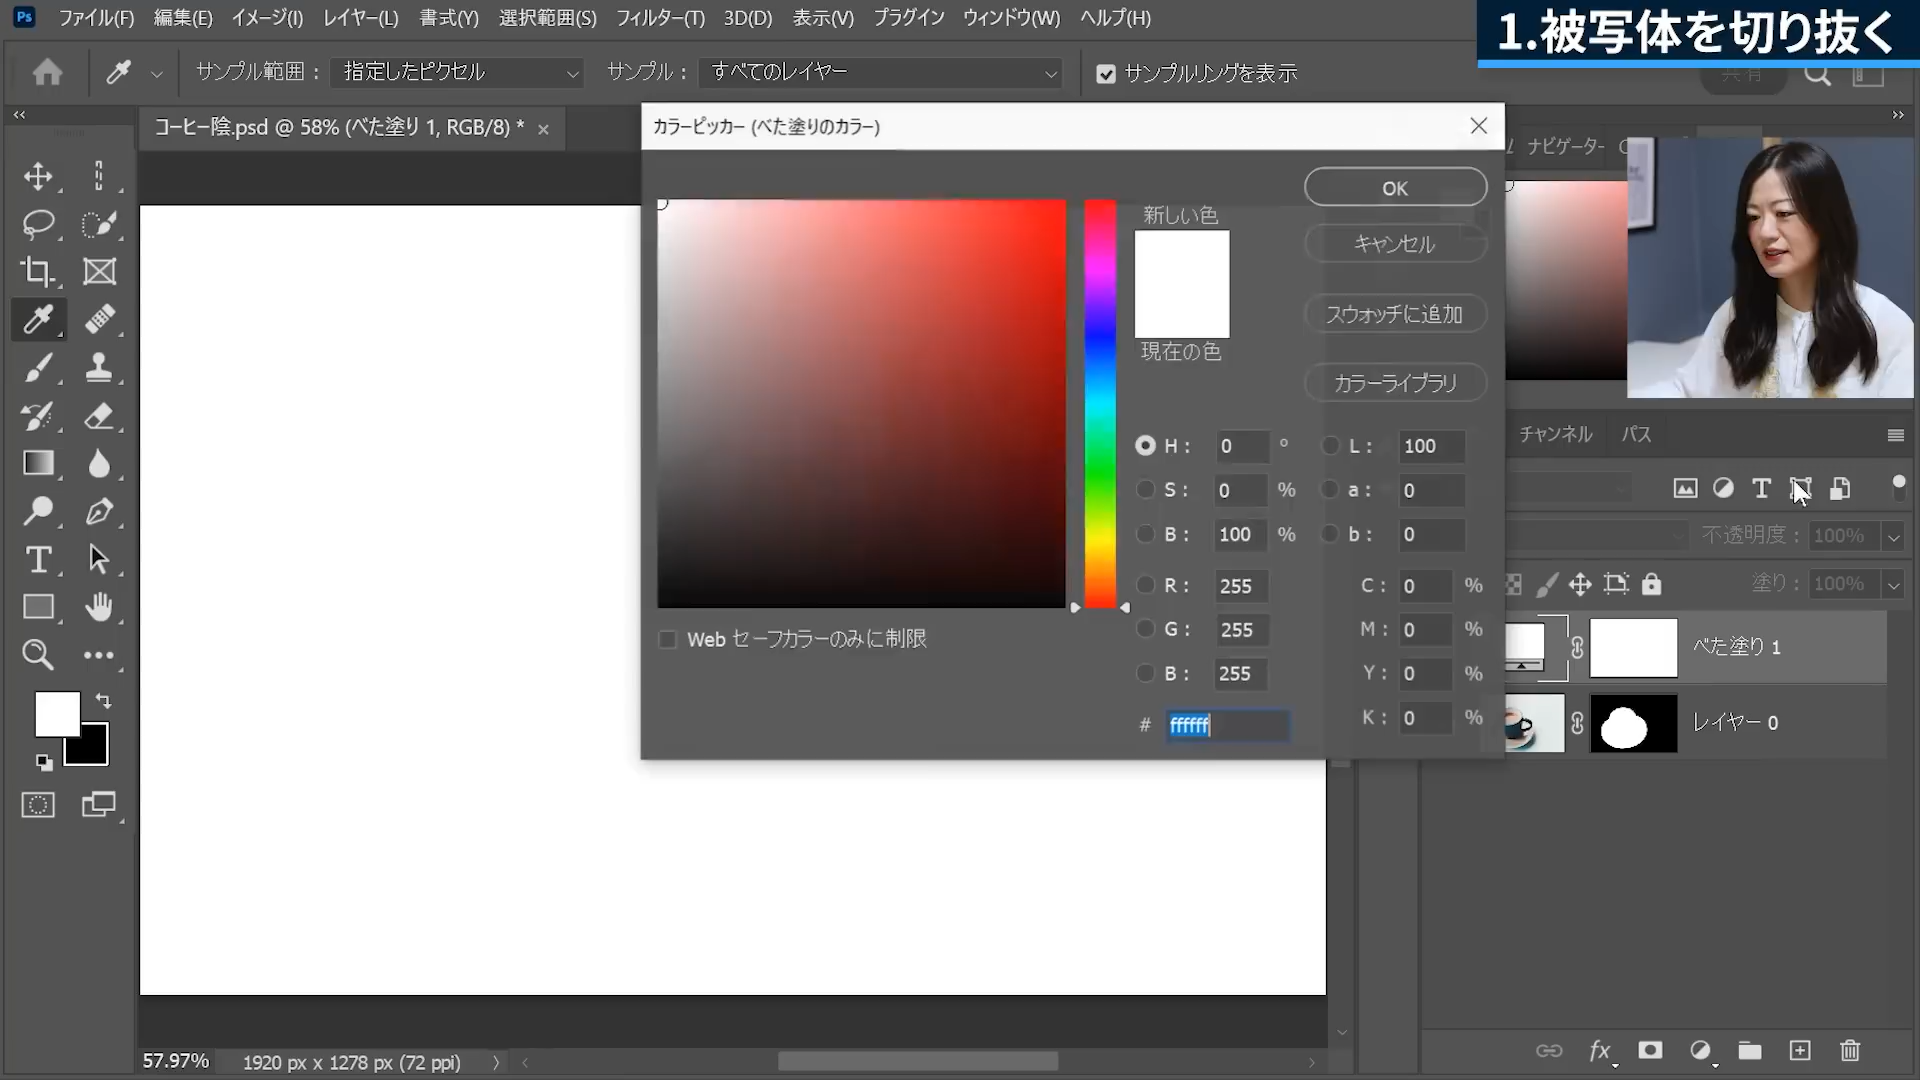 Ps ファイル(F) 編集(E) イメージ(I) レイヤー(L) 書式(Y) 選択範囲(S) フィルター(T) 3D(D) 表示(V) プラグイン ウィンドウ(W) ヘルプ(H)
1.被写体を切り抜く
サンプル範囲 : 指定したピクセル サンプル : すべてのレイヤー サンプルリングを表示
共有
コーヒー陰.psd @ 58% (べた塗り 1, RGB/8) *
カラーピッカー (べた塗りのカラー)
ナビゲーター
OK
新しい色
キャンセル
スウォッチに追加
現在の色
カラーライブラリ
チャンネル パス
H : 0 ° L : 100
S : 0 % a : 0
B : 100 % b : 0
不透明度 : 100%
R : 255 C : 0 %
塗り : 100%
G : 255 M : 0 %
Web セーフカラーのみに制限
べた塗り 1
B : 255 Y : 0 %
# ffffff K : 0 %
レイヤー 0
57.97% 1920 px x 1278 px (72 ppi)
fx